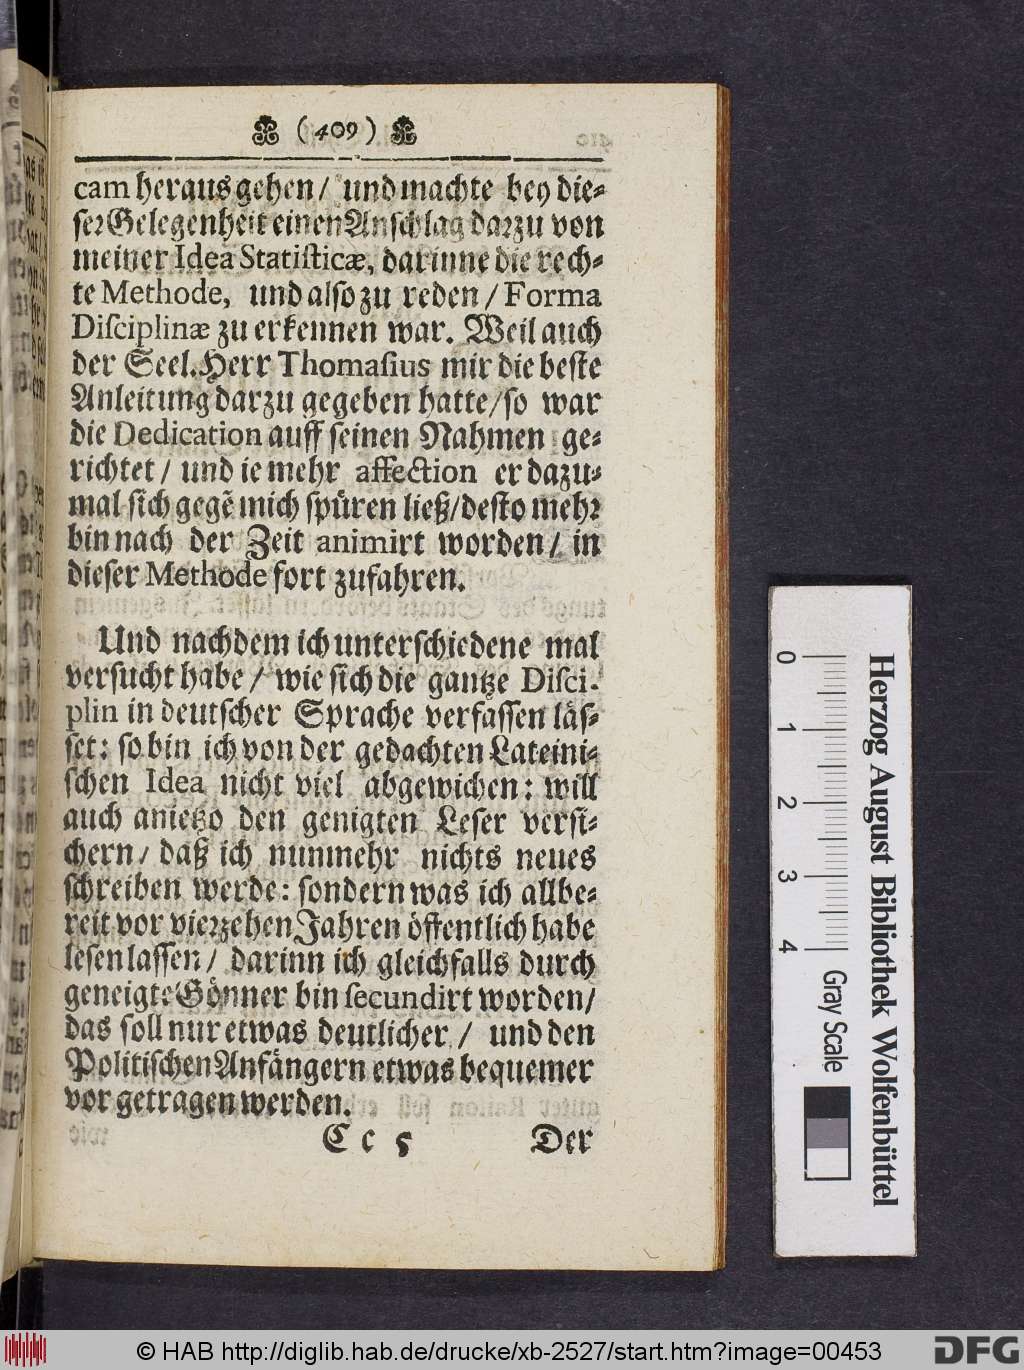 (409)
cam heraus gehen/ und machte bey die-
ser Gelegenheit einen Anschlag darzu von
meiner Idea Statisticæ, darinne die rech-
te Methode, und also zu reden/ Forma
Disciplinæ zu erkennen war. Weil auch
der Seel. Herr Thomasius mir die beste
Anleitung darzu gegeben hatte/ so war
die Dedication auff seinen Nahmen ge-
richtet/ und ie mehr affection er dazu-
mal sich gegẽ mich spüren ließ/ desto mehr
bin nach der Zeit animirt worden/ in
dieser Methode fort zufahren.
Und nachdem ich unterschiedene mal
versucht habe/ wie sich die gantze Disci-
plin in deutscher Sprache verfassen läs-
set: so bin ich von der gedachten Lateini-
schen Idea nicht viel abgewichen: will
auch anietzo den genigten Leser versi-
chern/ daß ich nunmehr nichts neues
schreiben werde: sondern was ich allbe-
reit vor vierzehen Jahren öffentlich habe
lesen lassen/ darinn ich gleichfalls durch
geneigte Gönner bin secundirt worden/
das soll nur etwas deutlicher/ und den
Politischen Anfängern etwas bequemer
vor getragen werden.
C c 5 Der
Herzog August Bibliothek Wolfenbüttel
0 1 2 3 4 Gray Scale
© HAB http://diglib.hab.de/drucke/xb-2527/start.htm?image=00453
DFG